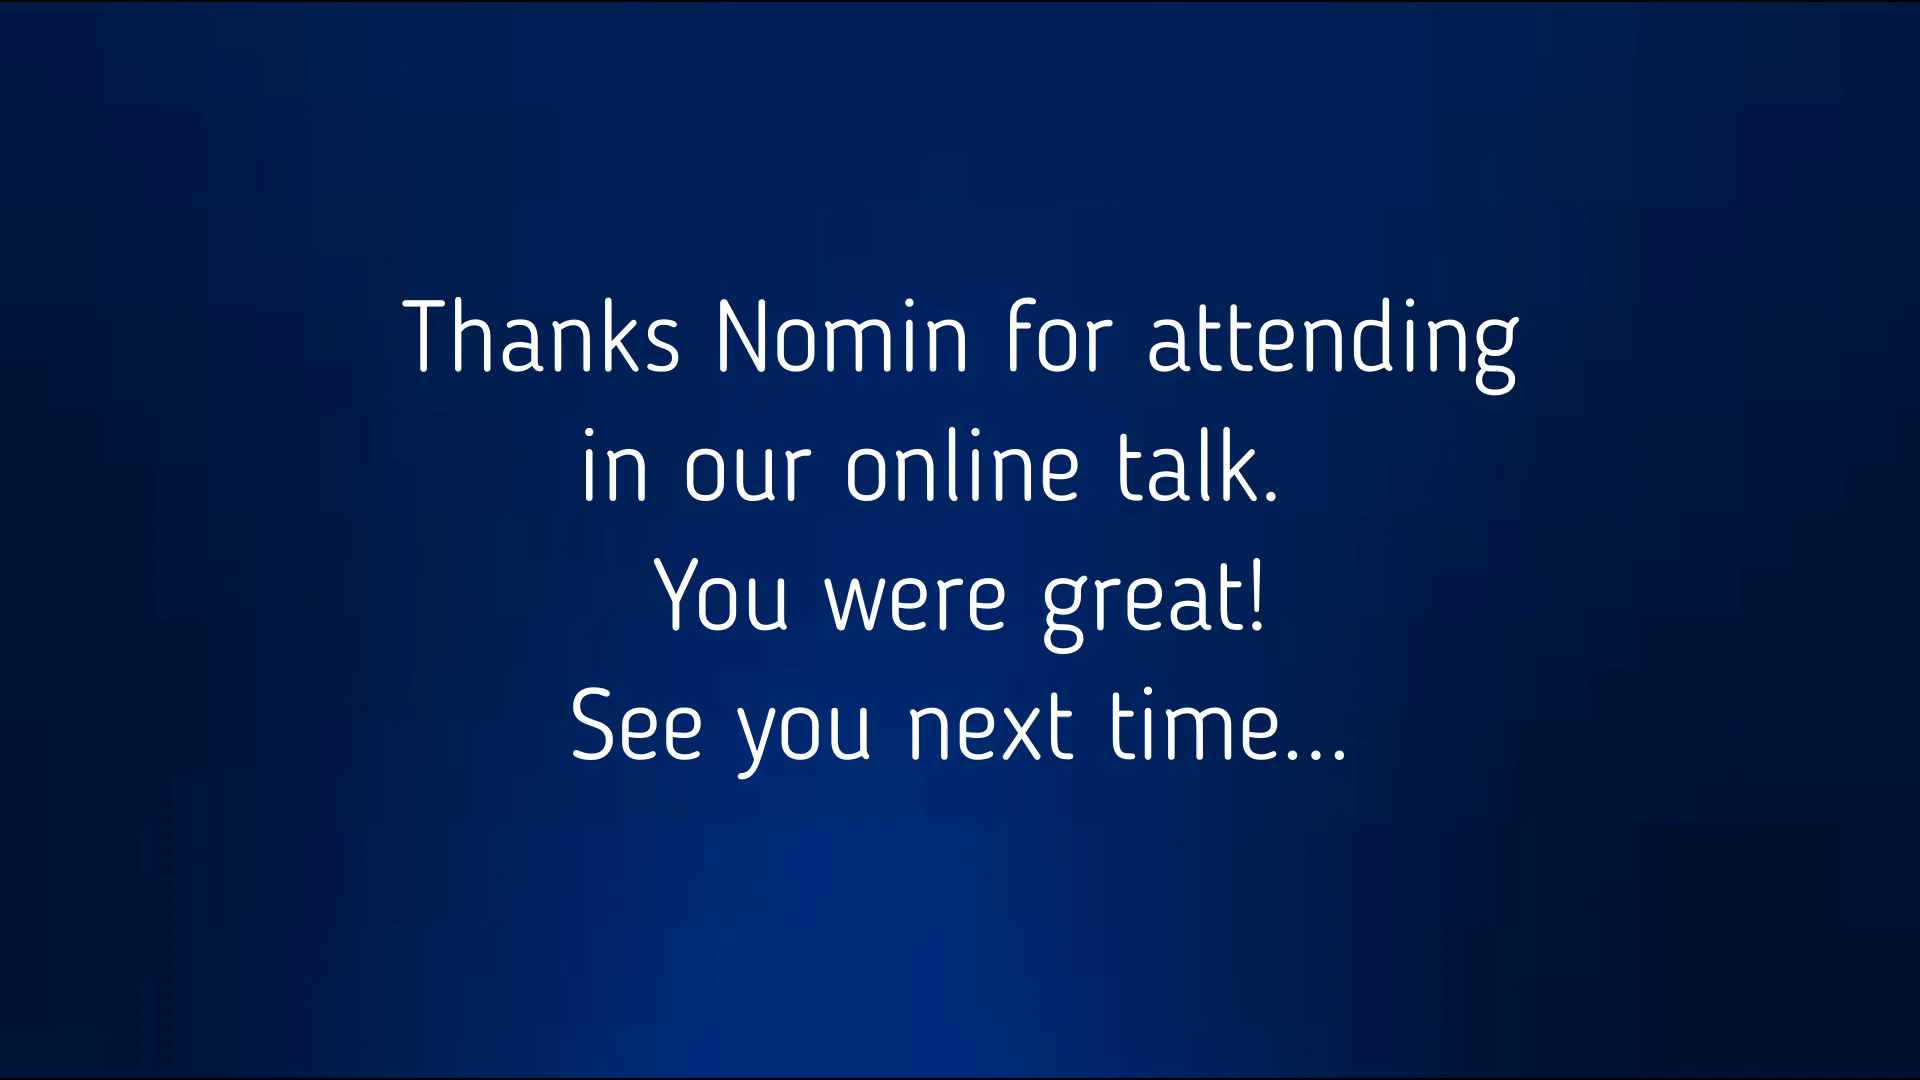 Thanks Nomin for attending
in our online talk.
You were great!
See you next time...